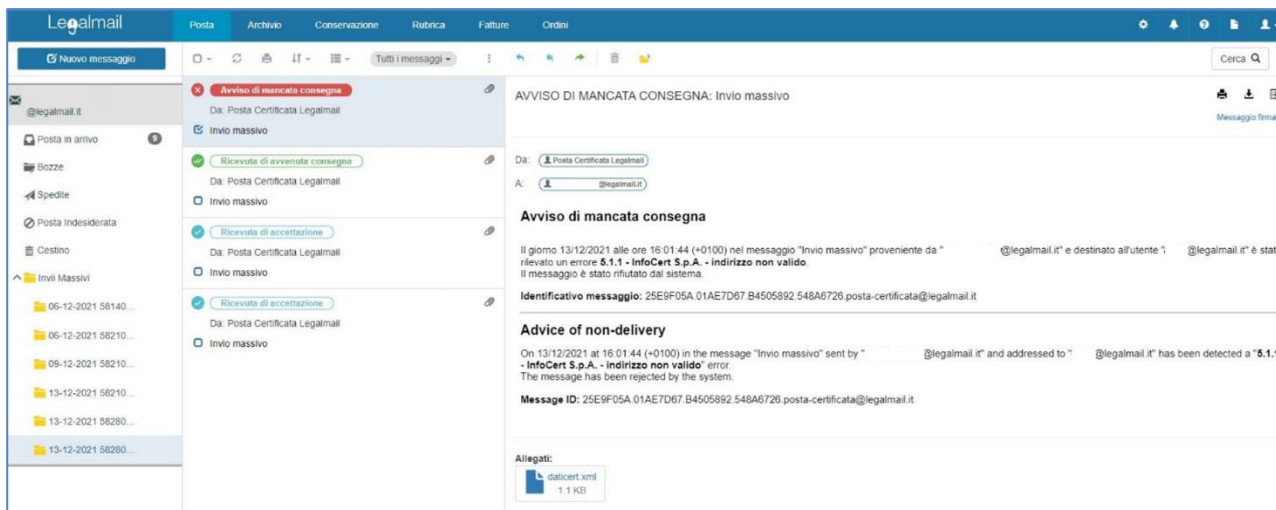 Legalmail
Posta Archivio Conservazione Rubrica Fatture Ordini
Nuovo messaggio
Tutti i messaggi
Cerca
@legalmail.it
Posta in arrivo 9
Bozze
Spedite
Posta Indesiderata
Cestino
Invii Massivi
06-12-2021 58140...
06-12-2021 58210...
09-12-2021 58210...
13-12-2021 58210...
13-12-2021 58280...
13-12-2021 58280...
Avviso di mancata consegna
Da: Posta Certificata Legalmail
Invio massivo
Ricevuta di avvenuta consegna
Da: Posta Certificata Legalmail
Invio massivo
Ricevuta di accettazione
Da: Posta Certificata Legalmail
Invio massivo
Ricevuta di accettazione
Da: Posta Certificata Legalmail
Invio massivo
AVVISO DI MANCATA CONSEGNA: Invio massivo
Messaggio firma
Da: Posta Certificata Legalmail
A: @legalmail.it
Avviso di mancata consegna
Il giorno 13/12/2021 alle ore 16:01:44 (+0100) nel messaggio "Invio massivo" proveniente da " @legalmail.it" e destinato all'utente " @legalmail.it" è stat
rilevato un errore 5.1.1 - InfoCert S.p.A. - indirizzo non valido.
Il messaggio è stato rifiutato dal sistema.
Identificativo messaggio: 25E9F05A.01AE7D67.B4505892.548A6726.posta-certificata@legalmail.it
Advice of non-delivery
On 13/12/2021 at 16:01:44 (+0100) in the message "Invio massivo" sent by " @legalmail.it" and addressed to " @legalmail.it" has been detected a "5.1.1
- InfoCert S.p.A. - indirizzo non valido" error.
The message has been rejected by the system.
Message ID: 25E9F05A.01AE7D67.B4505892.548A6726.posta-certificata@legalmail.it
Allegati:
daticert.xml
1.1 KB